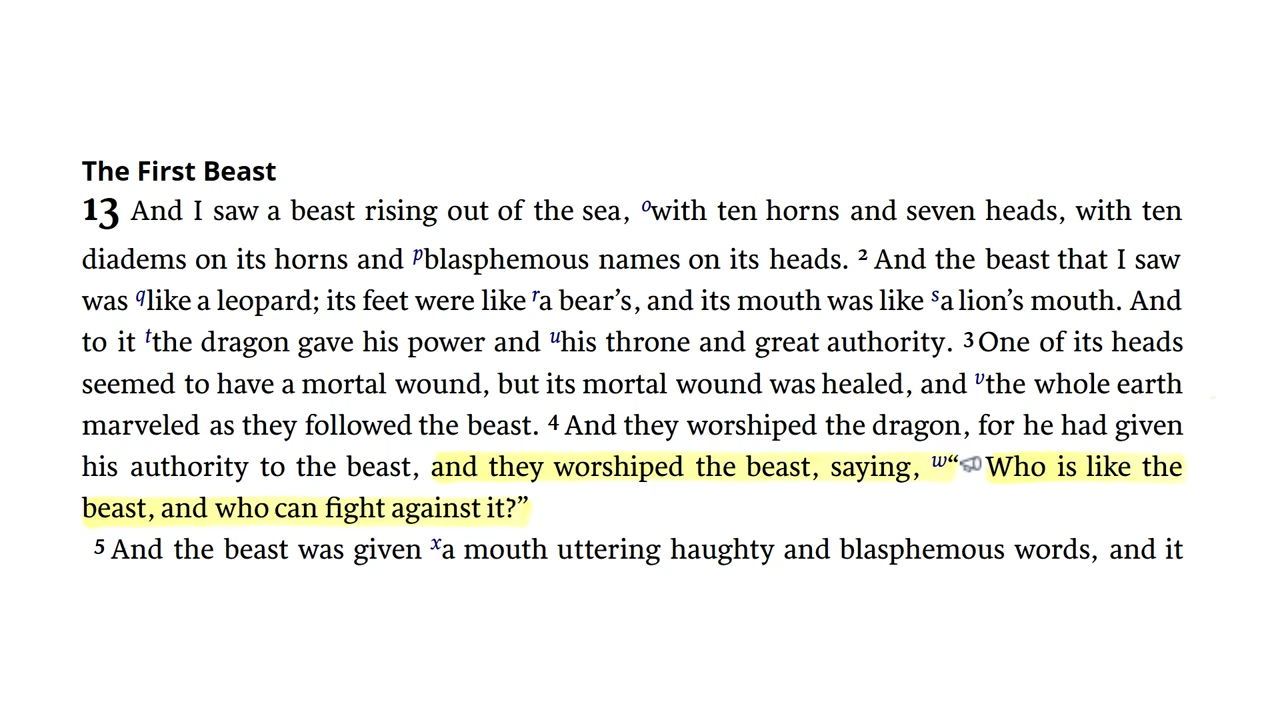 The First Beast
13 And I saw a beast rising out of the sea, owith ten horns and seven heads, with ten
diadems on its horns and pblasphemous names on its heads. 2 And the beast that I saw
was qlike a leopard; its feet were like ra bear’s, and its mouth was like sa lion’s mouth. And
to it tthe dragon gave his power and uhis throne and great authority. 3 One of its heads
seemed to have a mortal wound, but its mortal wound was healed, and vthe whole earth
marveled as they followed the beast. 4 And they worshiped the dragon, for he had given
his authority to the beast, and they worshiped the beast, saying, w“Who is like the
beast, and who can fight against it?”
5 And the beast was given xa mouth uttering haughty and blasphemous words, and it